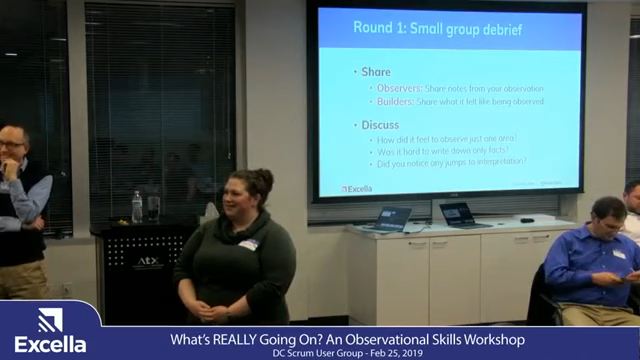 Round 1: Small group debrief
• Share
• Observers: Share notes from your observation
• Builders: Share what it felt like being observed
• Discuss
• How did it feel to observe just one area?
• Was it hard to write down only facts?
• Did you notice any jumps to interpretation?
Excella
AtX
Excella
What's REALLY Going On? An Observational Skills Workshop
DC Scrum User Group - Feb 25, 2019